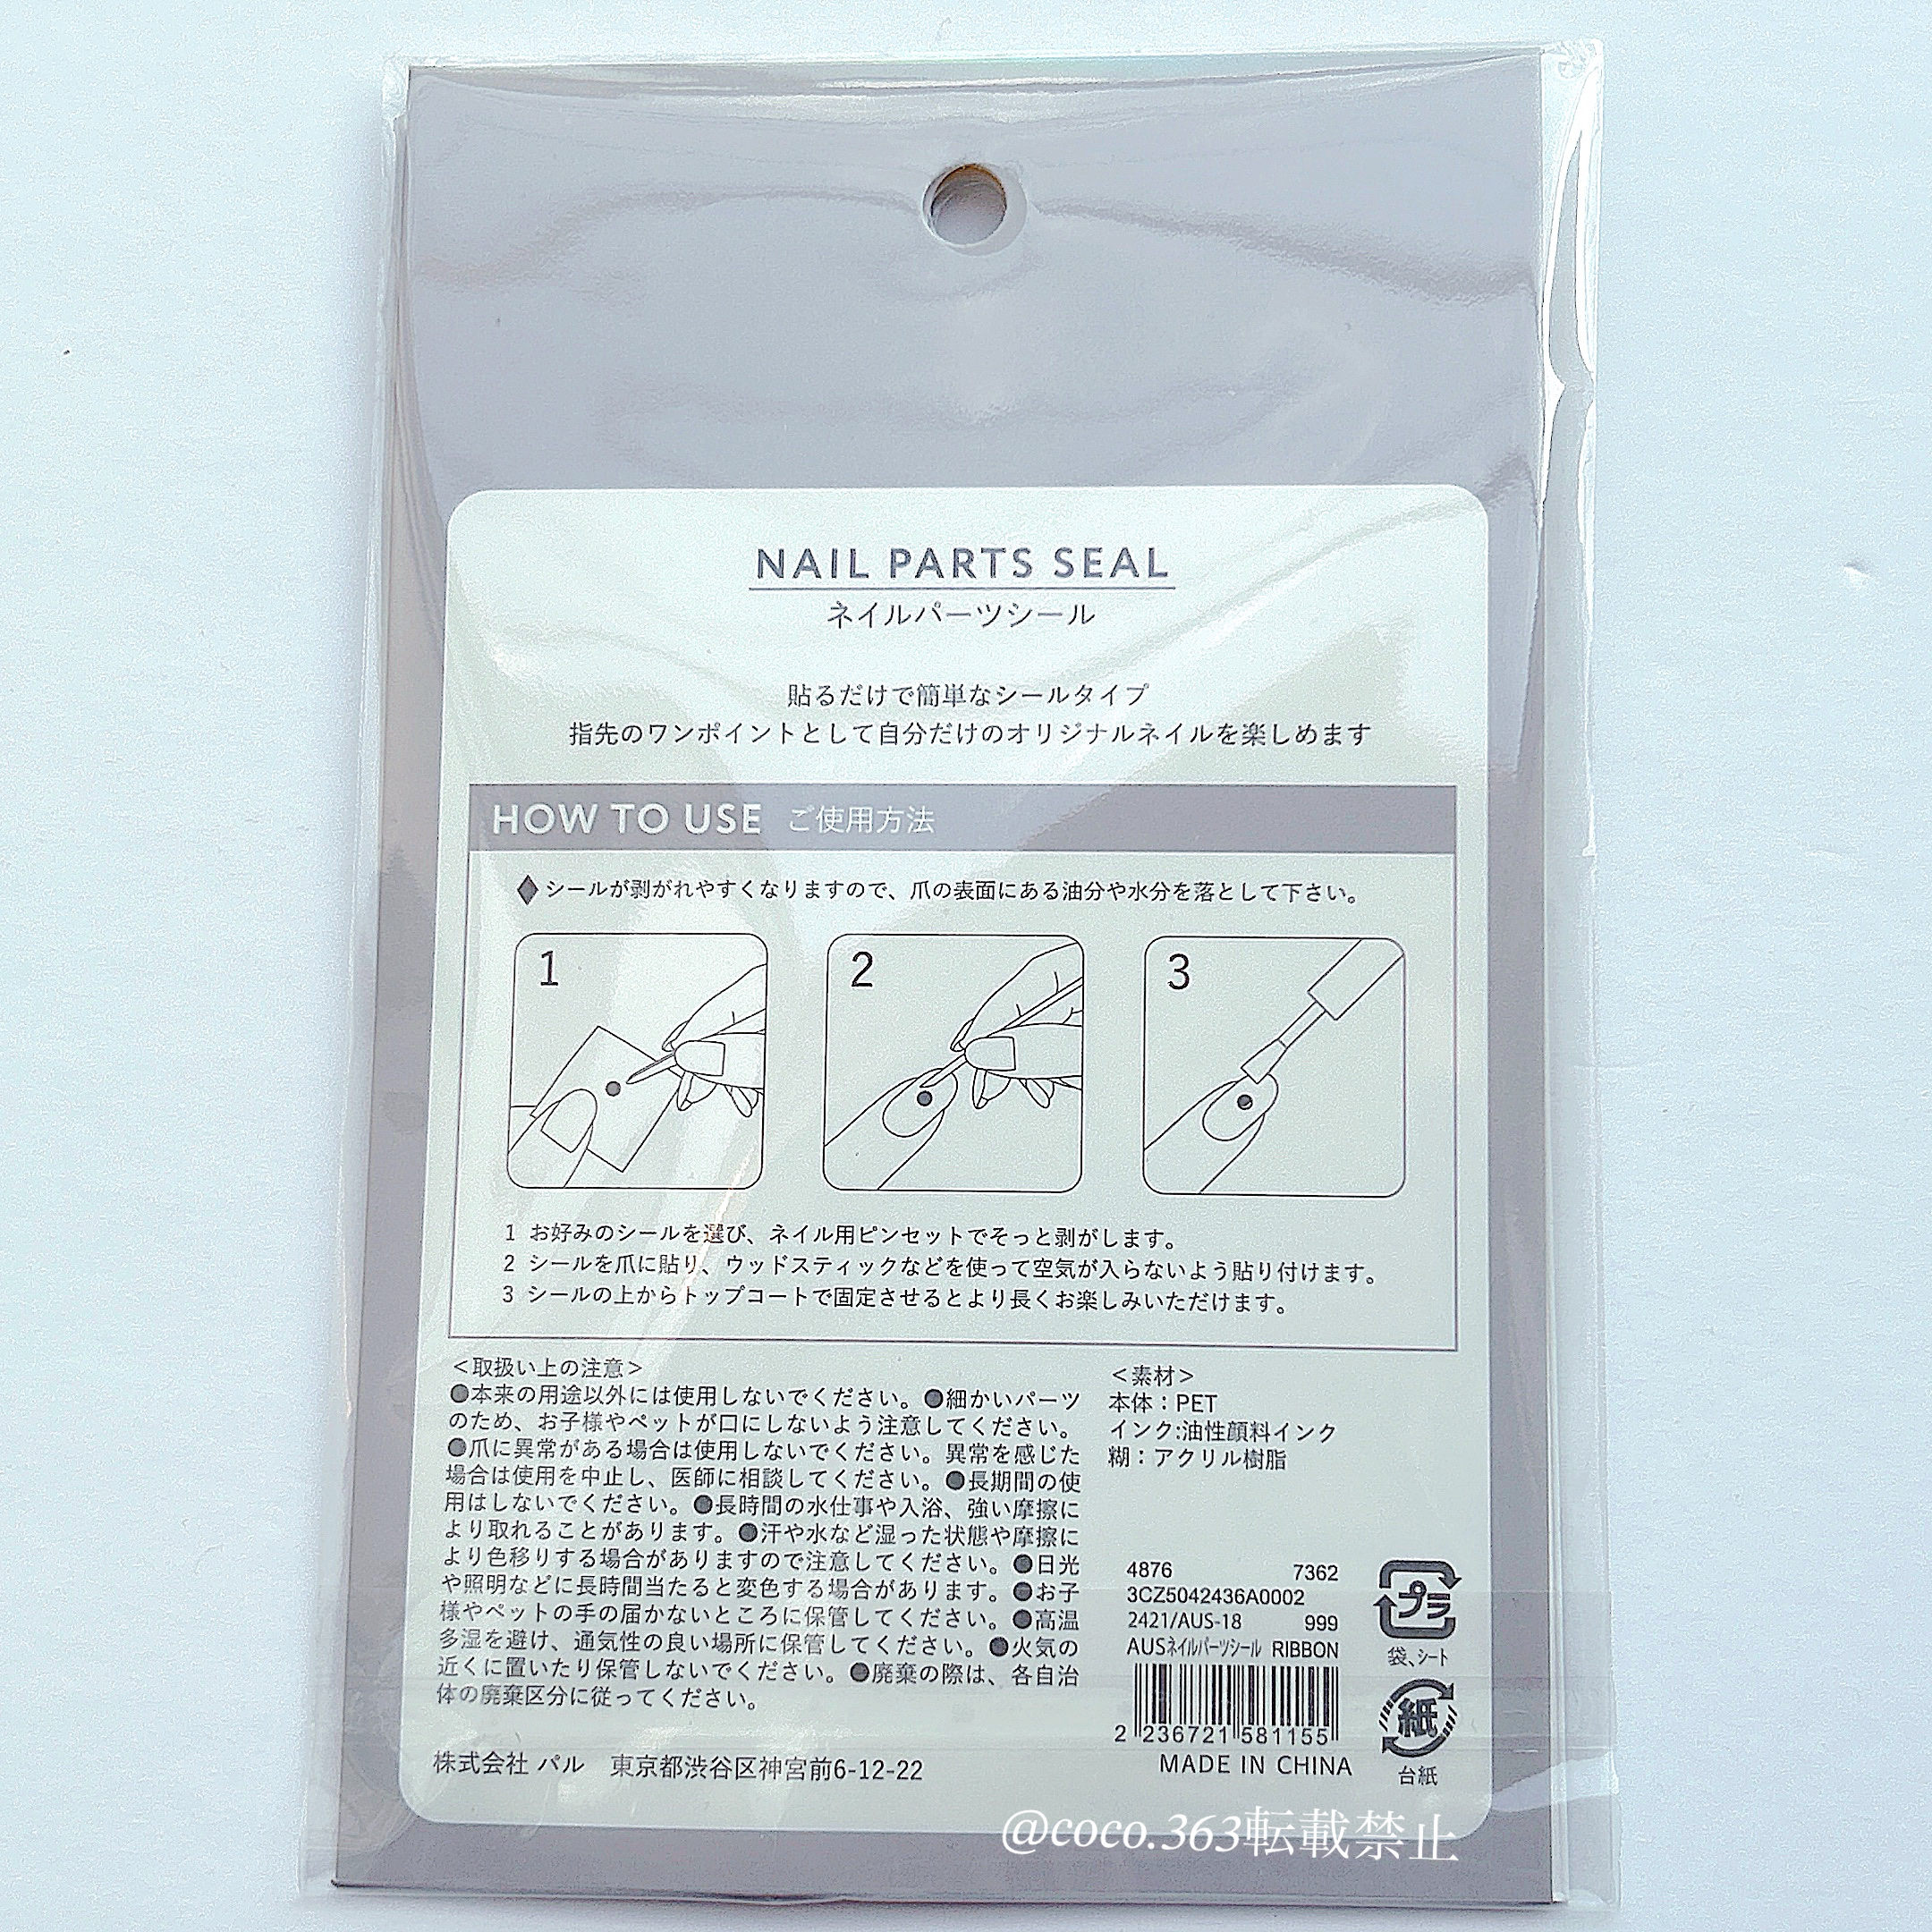 NAIL PARTS SEAL
ネイルパーツシール
貼るだけで簡単なシールタイプ
指先のワンポイントとして自分だけのオリジナルネイルを楽しめます
HOW TO USE ご使用方法
◆シールが剥がれやすくなりますので、爪の表面にある油分や水分を落として下さい。
1
2
3
1 お好みのシールを選び、ネイル用ピンセットでそっと剥がします。
2 シールを爪に貼り、ウッドスティックなどを使って空気が入らないよう貼り付けます。
3 シールの上からトップコートで固定させるとより長くお楽しみいただけます。
＜取扱い上の注意＞
●本来の用途以外には使用しないでください。●細かいパーツ
のため、お子様やペットが口にしないよう注意してください。
●爪に異常がある場合は使用しないでください。異常を感じた
場合は使用を中止し、医師に相談してください。●長期間の使
用はしないでください。●長時間の水仕事や入浴、強い摩擦に
より取れることがあります。●汗や水など湿った状態や摩擦に
より色移りする場合がありますので注意してください。●日光
や照明などに長時間当たると変色する場合があります。●お子
様やペットの手の届かないところに保管してください。●高温
多湿を避け、通気性の良い場所に保管してください。●火気の
近くに置いたり保管しないでください。●廃棄の際は、各自治
体の廃棄区分に従ってください。
＜素材＞
本体：PET
インク:油性顔料インク
糊：アクリル樹脂
4876 7362
3CZ5042436A0002
2421/AUS-18 999
AUSネイルパーツシール RIBBON
2 236721 581155
MADE IN CHINA
プラ
袋、シート
紙
台紙
株式会社 パル 東京都渋谷区神宮前6-12-22
@coco.363転載禁止